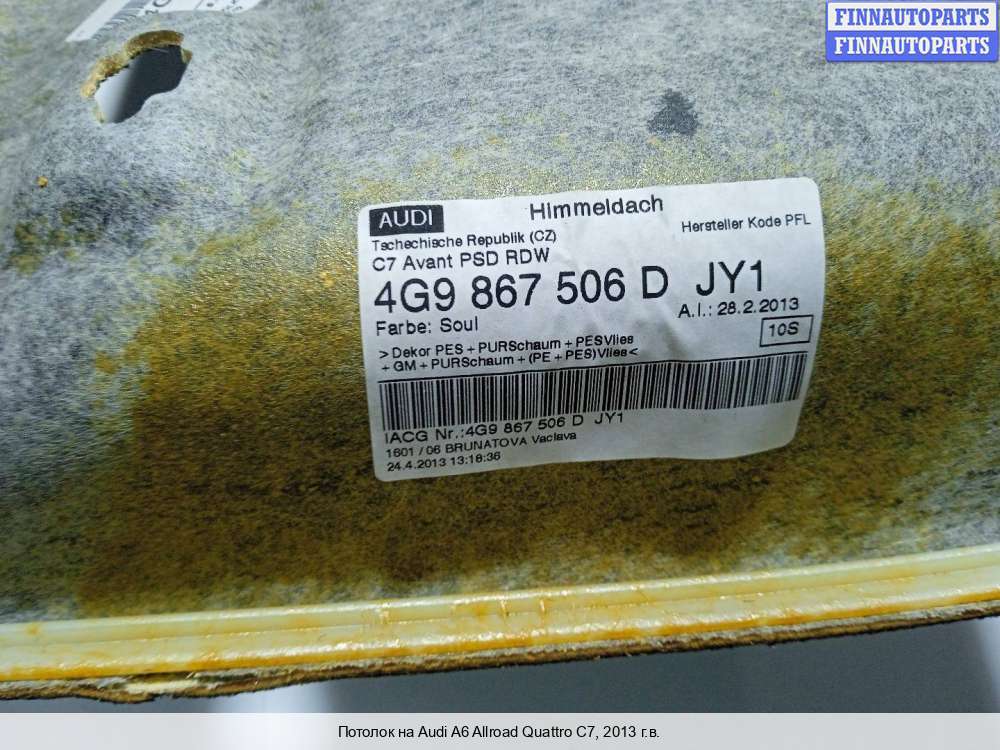 FINNAUTOPARTS
FINNAUTOPARTS
AUDI
Himmeldach
Hersteller Kode PFL
Tschechische Republik (CZ)
C7 Avant PSD RDW
4G9 867 506 D JY1
A.I.: 28.2.2013
Farbe: Soul
10S
> Dekor PES + PURSchaum + PESVlies
+ GM + PURSchaum + (PE + PES)Vlies <
IACG Nr.:4G9 867 506 D JY1
1601 / 06 BRUNATOVA Vaclava
24.4.2013 13:18:36
Потолок на Audi A6 Allroad Quattro C7, 2013 г.в.